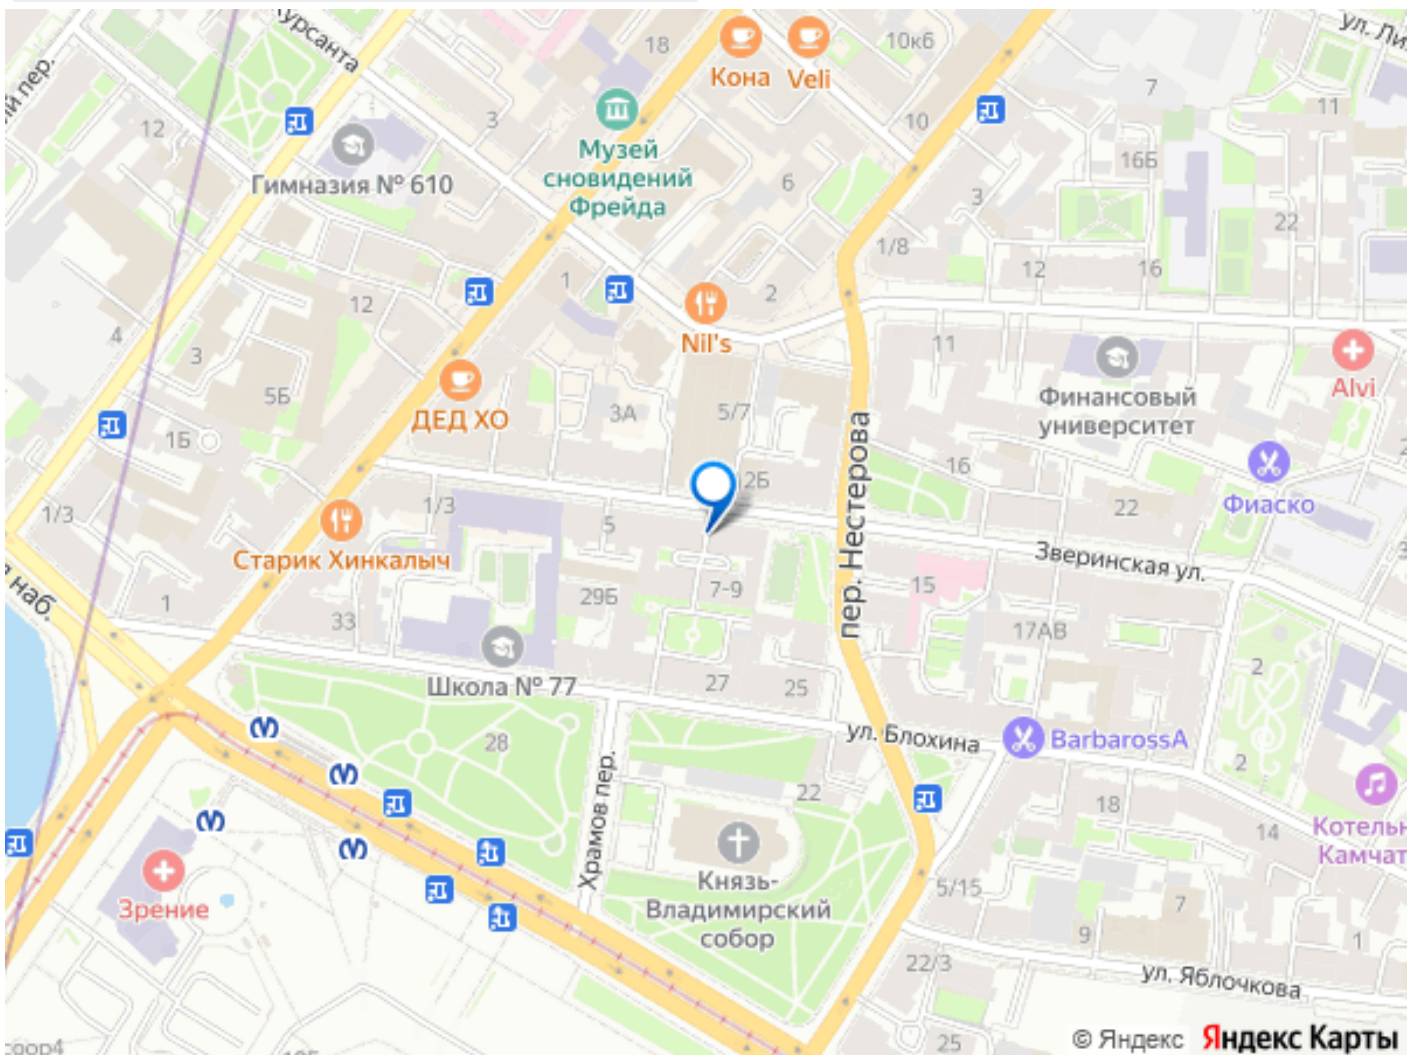 Курсанта
18
10к6
ул. Ли
Кона
Veli
7
й пер.
12
3
10
11
Музей
сновидений
Фрейда
Гимназия № 610
6
16Б
3
22
1/8
12
16
1
2
12
4
3
Nil's
11
Alvi
5Б
ДЕД ХО
3А
5/7
Финансовый
университет
1Б
пер. Нестерова
16
2Б
Фиаско
1/3
1/3
5
22
Старик Хинкалыч
Зверинская ул.
наб.
1
33
29Б
7-9
15
17АВ
2
Школа № 77
27
25
28
ул. Блохина
BarbarossА
2
Храмов пер.
22
18
14
Котельн
Камчат
Зрение
Князь-
Владимирский
собор
5/15
7
9
1
22/3
ул. Яблочкова
25
© Яндекс Яндекс Карты